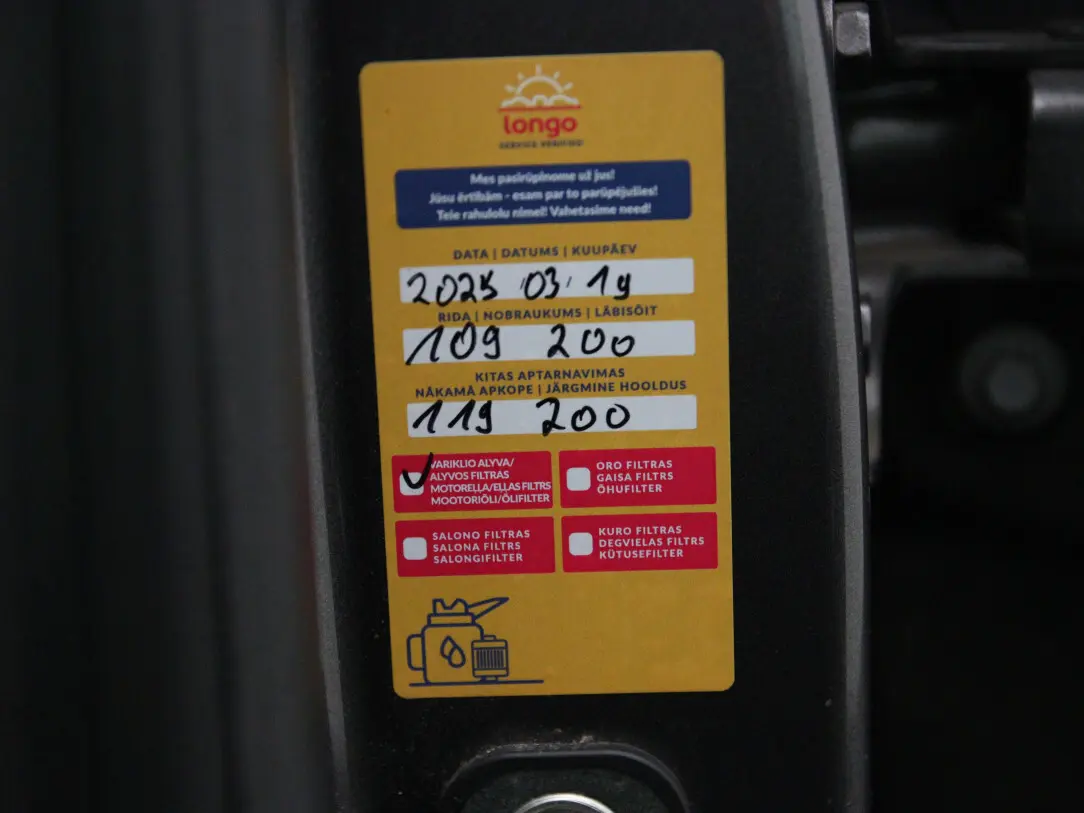 longo
SERVICE VERIFIED
Mes pasirūpinome už jus!
Jūsu ērtībām - esam par to parūpējušies!
Teie rahulolu nimel! Vahetasime need!
DATA | DATUMS | KUUPÄEV
2025 03 19
RIDA | NOBRAUKUMS | LÄBISÕIT
109 200
KITAS APTARNAVIMAS
NĀKAMĀ APKOPE | JÄRGMINE HOOLDUS
119 200
VARIKLIO ALYVA/
ALYVOS FILTRAS
MOTOREĻĻA/EĻĻAS FILTRS
MOOTORIÕLI/ÕLIFILTER
ORO FILTRAS
GAISA FILTRS
ÕHUFILTER
SALONO FILTRAS
SALONA FILTRS
SALONGIFILTER
KURO FILTRAS
DEGVIELAS FILTRS
KÜTUSEFILTER